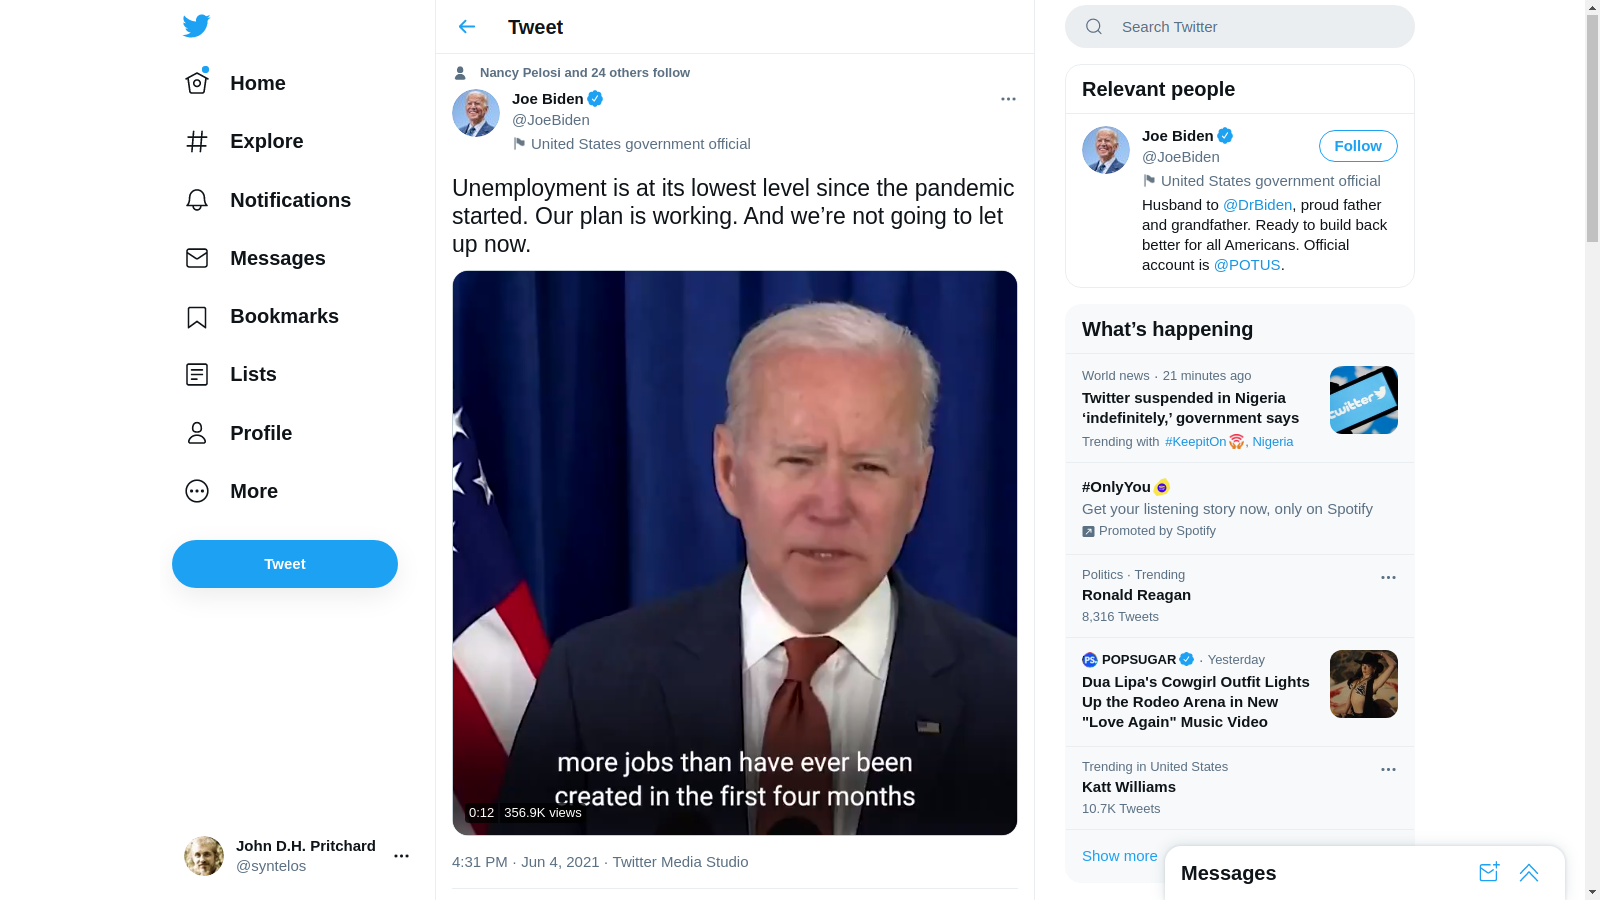 Home
Explore
Notifications
Messages
Bookmarks
Lists
Profile
More
Tweet
John D.H. Pritchard
@syntelos
Tweet
Nancy Pelosi and 24 others follow
Joe Biden
@JoeBiden
United States government official
Unemployment is at its lowest level since the pandemic
started. Our plan is working. And we’re not going to let
up now.
more jobs than have ever been
created in the first four months
0:12 356.9K views
4:31 PM · Jun 4, 2021 · Twitter Media Studio
Search Twitter
Relevant people
Joe Biden
@JoeBiden
Follow
United States government official
Husband to @DrBiden, proud father
and grandfather. Ready to build back
better for all Americans. Official
account is @POTUS.
What’s happening
World news · 21 minutes ago
Twitter suspended in Nigeria
‘indefinitely,’ government says
Trending with #KeepitOn, Nigeria
twitter
#OnlyYou
Get your listening story now, only on Spotify
Promoted by Spotify
Politics · Trending
Ronald Reagan
8,316 Tweets
PS
POPSUGAR · Yesterday
Dua Lipa's Cowgirl Outfit Lights
Up the Rodeo Arena in New
"Love Again" Music Video
Trending in United States
Katt Williams
10.7K Tweets
Show more
Messages